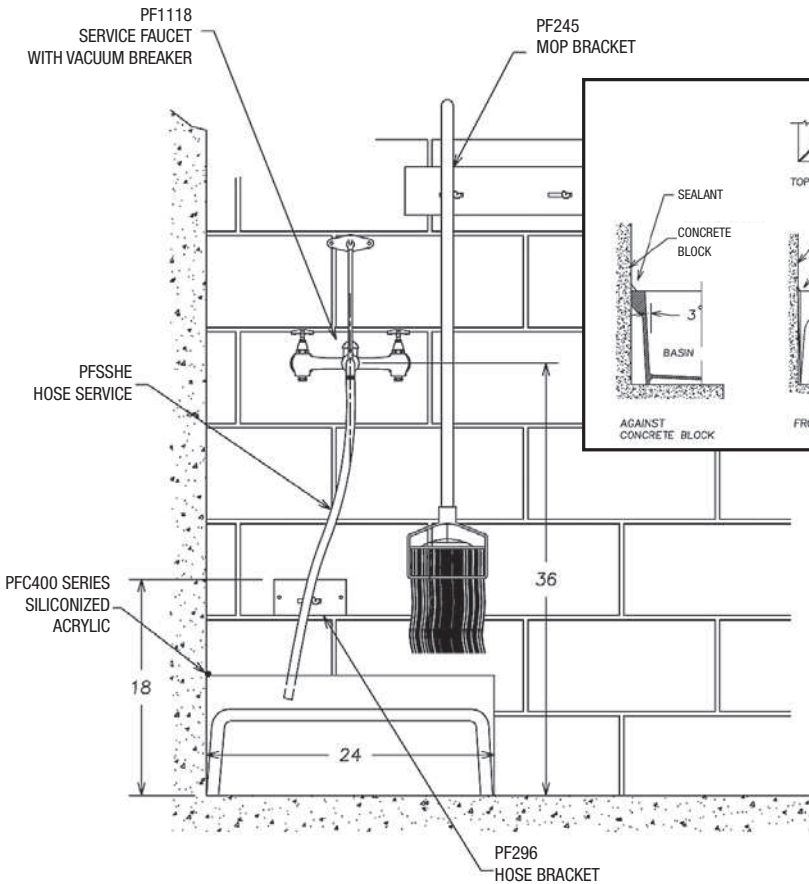 PF1118
SERVICE FAUCET
WITH VACUUM BREAKER
PF245
MOP BRACKET
TOP
SEALANT
CONCRETE
BLOCK
3°
BASIN
AGAINST
CONCRETE BLOCK
FRO
PFSSHE
HOSE SERVICE
36
PFC400 SERIES
SILICONIZED
ACRYLIC
18
24
PF296
HOSE BRACKET